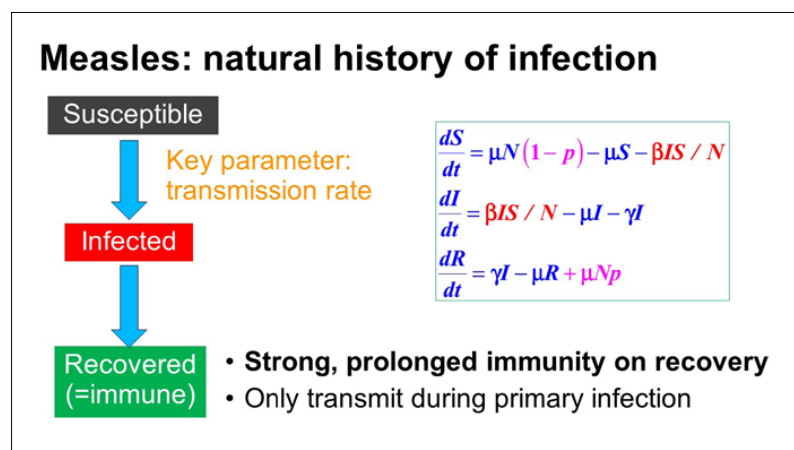 Measles: natural history of infection
Susceptible
Key parameter:
transmission rate
Infected
Recovered
(=immune)
dS/dt = μN(1 − p) − μS − βIS / N
dI/dt = βIS / N − μI − γI
dR/dt = γI − μR + μNp
• Strong, prolonged immunity on recovery
• Only transmit during primary infection